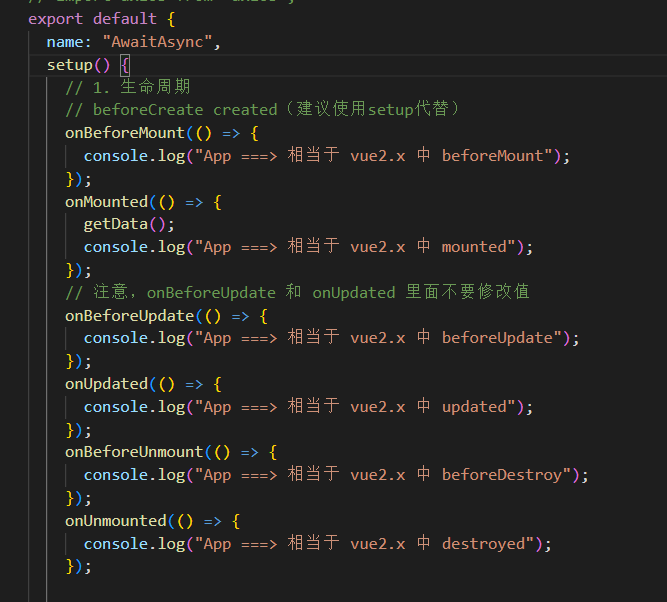 export default {
name: "AwaitAsync",
setup() {
// 1. 生命周期
// beforeCreate created（建议使用setup代替）
onBeforeMount(() => {
console.log("App ===> 相当于 vue2.x 中 beforeMount");
});
onMounted(() => {
getData();
console.log("App ===> 相当于 vue2.x 中 mounted");
});
// 注意，onBeforeUpdate 和 onUpdated 里面不要修改值
onBeforeUpdate(() => {
console.log("App ===> 相当于 vue2.x 中 beforeUpdate");
});
onUpdated(() => {
console.log("App ===> 相当于 vue2.x 中 updated");
});
onBeforeUnmount(() => {
console.log("App ===> 相当于 vue2.x 中 beforeDestroy");
});
onUnmounted(() => {
console.log("App ===> 相当于 vue2.x 中 destroyed");
});